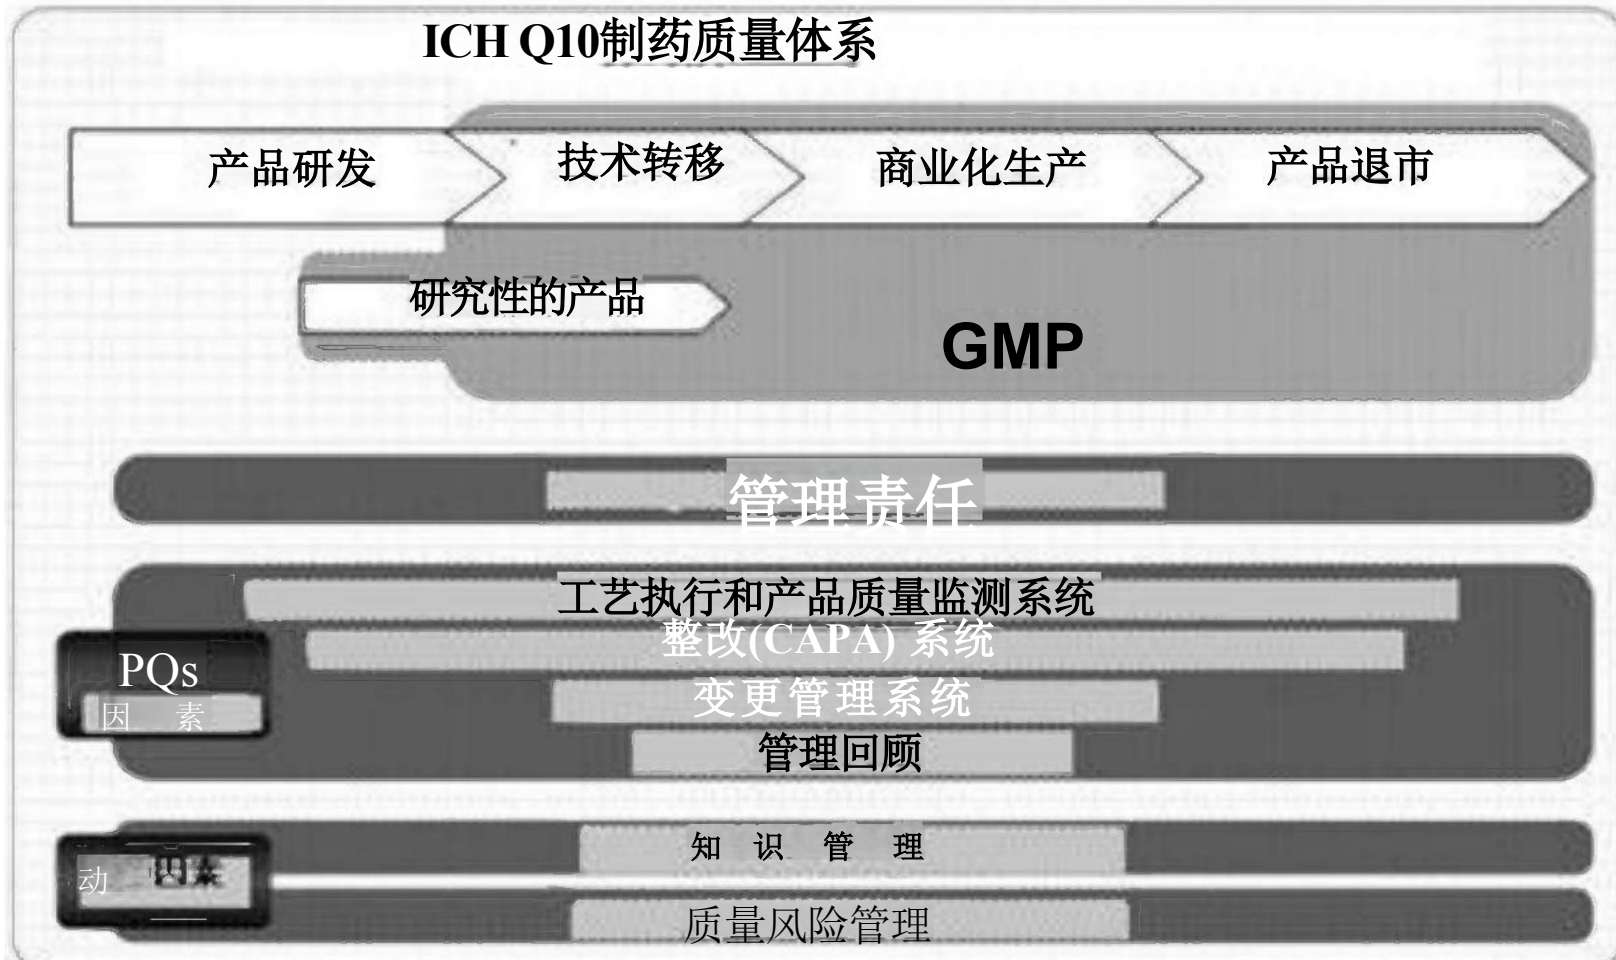 ICH Q10制药质量体系
产品研发
技术转移
商业化生产
产品退市
研究性的产品
GMP
管理责任
工艺执行和产品质量监测系统
整改(CAPA) 系统
PQs
因 素
变更管理系统
管理回顾
知 识 管 理
动 因素
质量风险管理